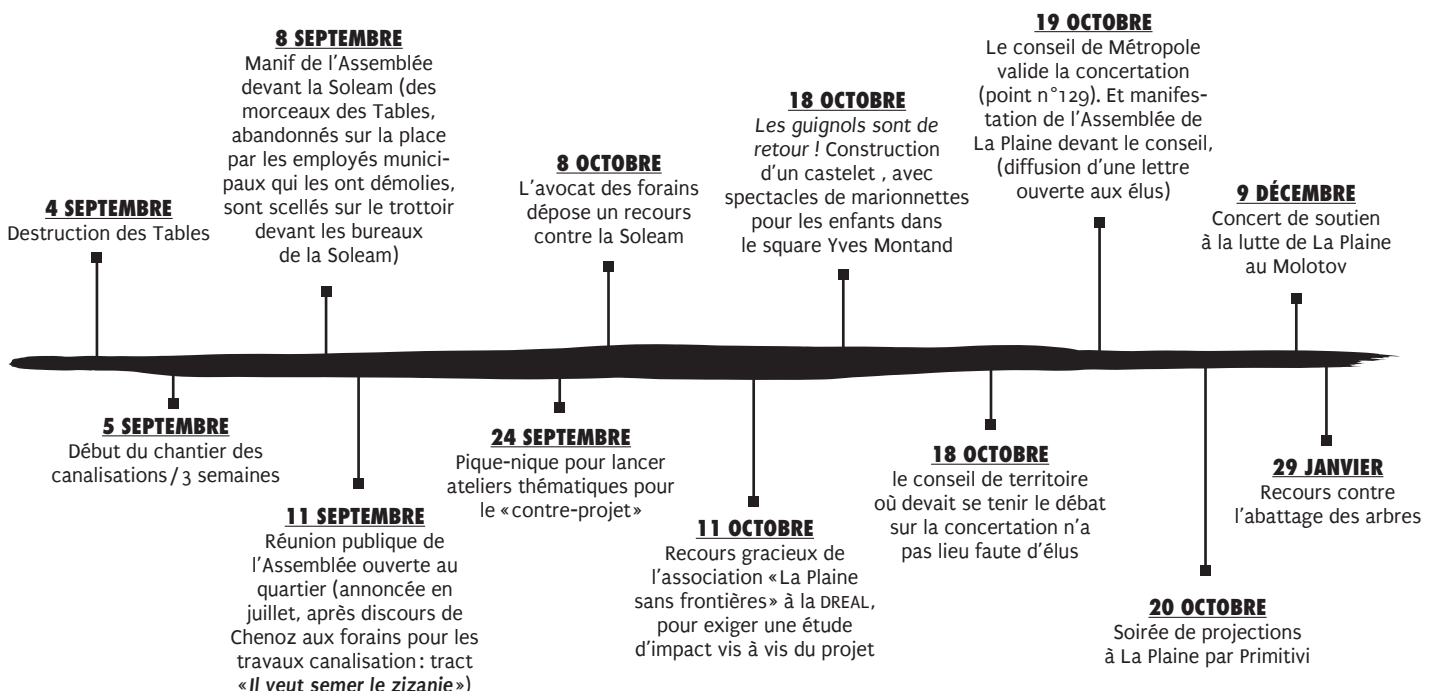 4 SEPTEMBRE
Destruction des Tables
5 SEPTEMBRE
Début du chantier des
canalisations / 3 semaines
8 SEPTEMBRE
Manif de l'Assemblée
devant la Soleam (des
morceaux des Tables,
abandonnés sur la place
par les employés munici-
paux qui les ont démolies,
sont scellés sur le trottoir
devant les bureaux
de la Soleam)
11 SEPTEMBRE
Réunion publique de
l'Assemblée ouverte au
quartier (annoncée en
juillet, après discours de
Chenoz aux forains pour les
travaux canalisation : tract
«Il veut semer le zizanie»)
24 SEPTEMBRE
Pique-nique pour lancer
ateliers thématiques pour
le «contre-projet»
8 OCTOBRE
L'avocat des forains
dépose un recours
contre la Soleam
11 OCTOBRE
Recours gracieux de
l'association «La Plaine
sans frontières» à la DREAL,
pour exiger une étude
d'impact vis à vis du projet
18 OCTOBRE
Les guignols sont de
retour ! Construction
d'un castelet , avec
spectacles de marionnettes
pour les enfants dans
le square Yves Montand
18 OCTOBRE
le conseil de territoire
où devait se tenir le débat
sur la concertation n'a
pas lieu faute d'élus
19 OCTOBRE
Le conseil de Métropole
valide la concertation
(point n°129). Et manifes-
tation de l'Assemblée de
La Plaine devant le conseil,
(diffusion d'une lettre
ouverte aux élus)
20 OCTOBRE
Soirée de projections
à La Plaine par Primitivi
9 DÉCEMBRE
Concert de soutien
à la lutte de La Plaine
au Molotov
29 JANVIER
Recours contre
l'abattage des arbres